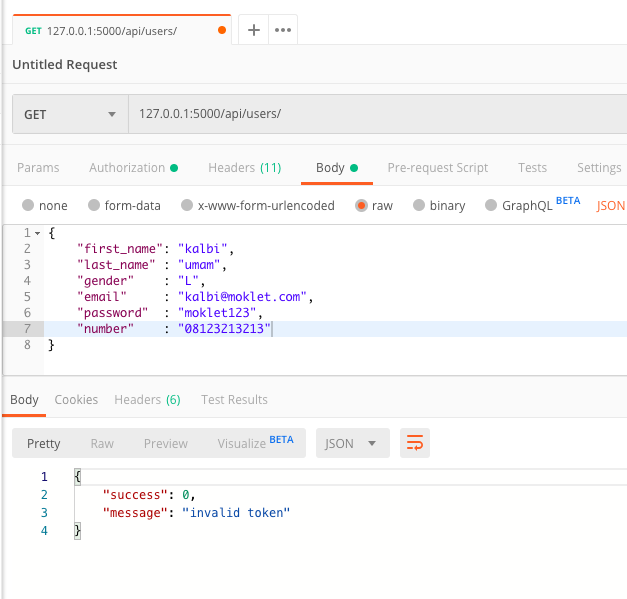 GET 127.0.0.1:5000/api/users/
Untitled Request
GET 127.0.0.1:5000/api/users/
Params Authorization Headers (11) Body Pre-request Script Tests Settings
none form-data x-www-form-urlencoded raw binary GraphQL BETA JSON
1 {
2 "first_name": "kalbi",
3 "last_name" : "umam",
4 "gender" : "L",
5 "email" : "kalbi@moklet.com",
6 "password" : "moklet123",
7 "number" : "08123213213"
8 }
Body Cookies Headers (6) Test Results
Pretty Raw Preview Visualize BETA JSON
1 {
2 "success": 0,
3 "message": "invalid token"
4 }